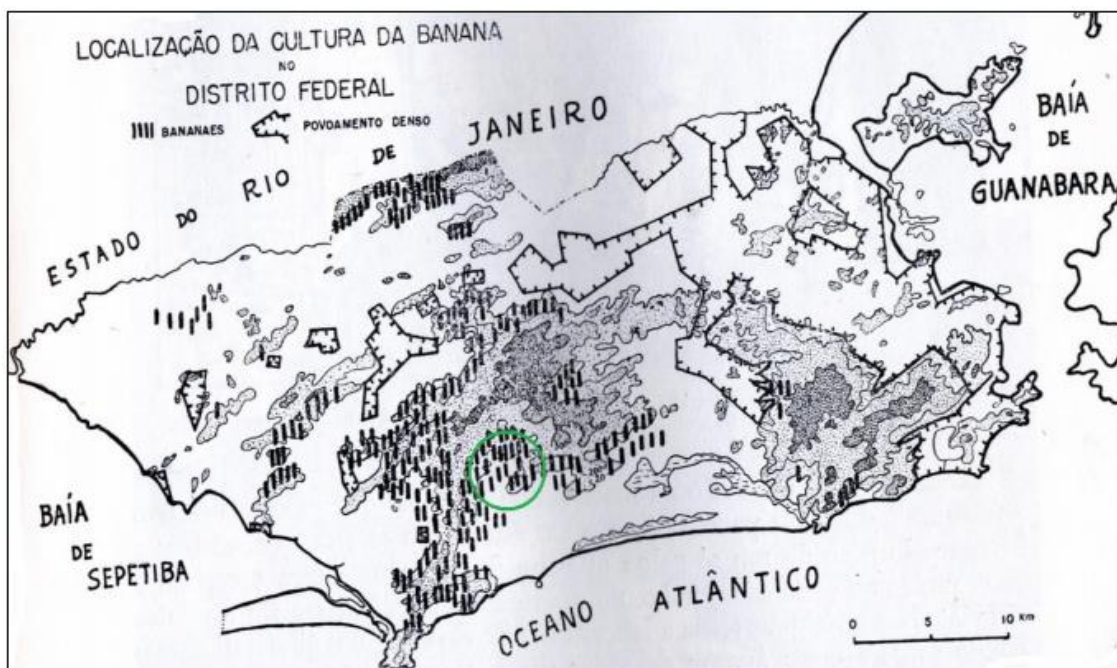 LOCALIZAÇÃO DA CULTURA DA BANANA
NO
DISTRITO FEDERAL
BANANAES
POVOAMENTO DENSO
ESTADO DO RIO DE JANEIRO
BAÍA
DE
GUANABARA
BAÍA
DE
SEPETIBA
OCEANO ATLÂNTICO
0 5 10 Km